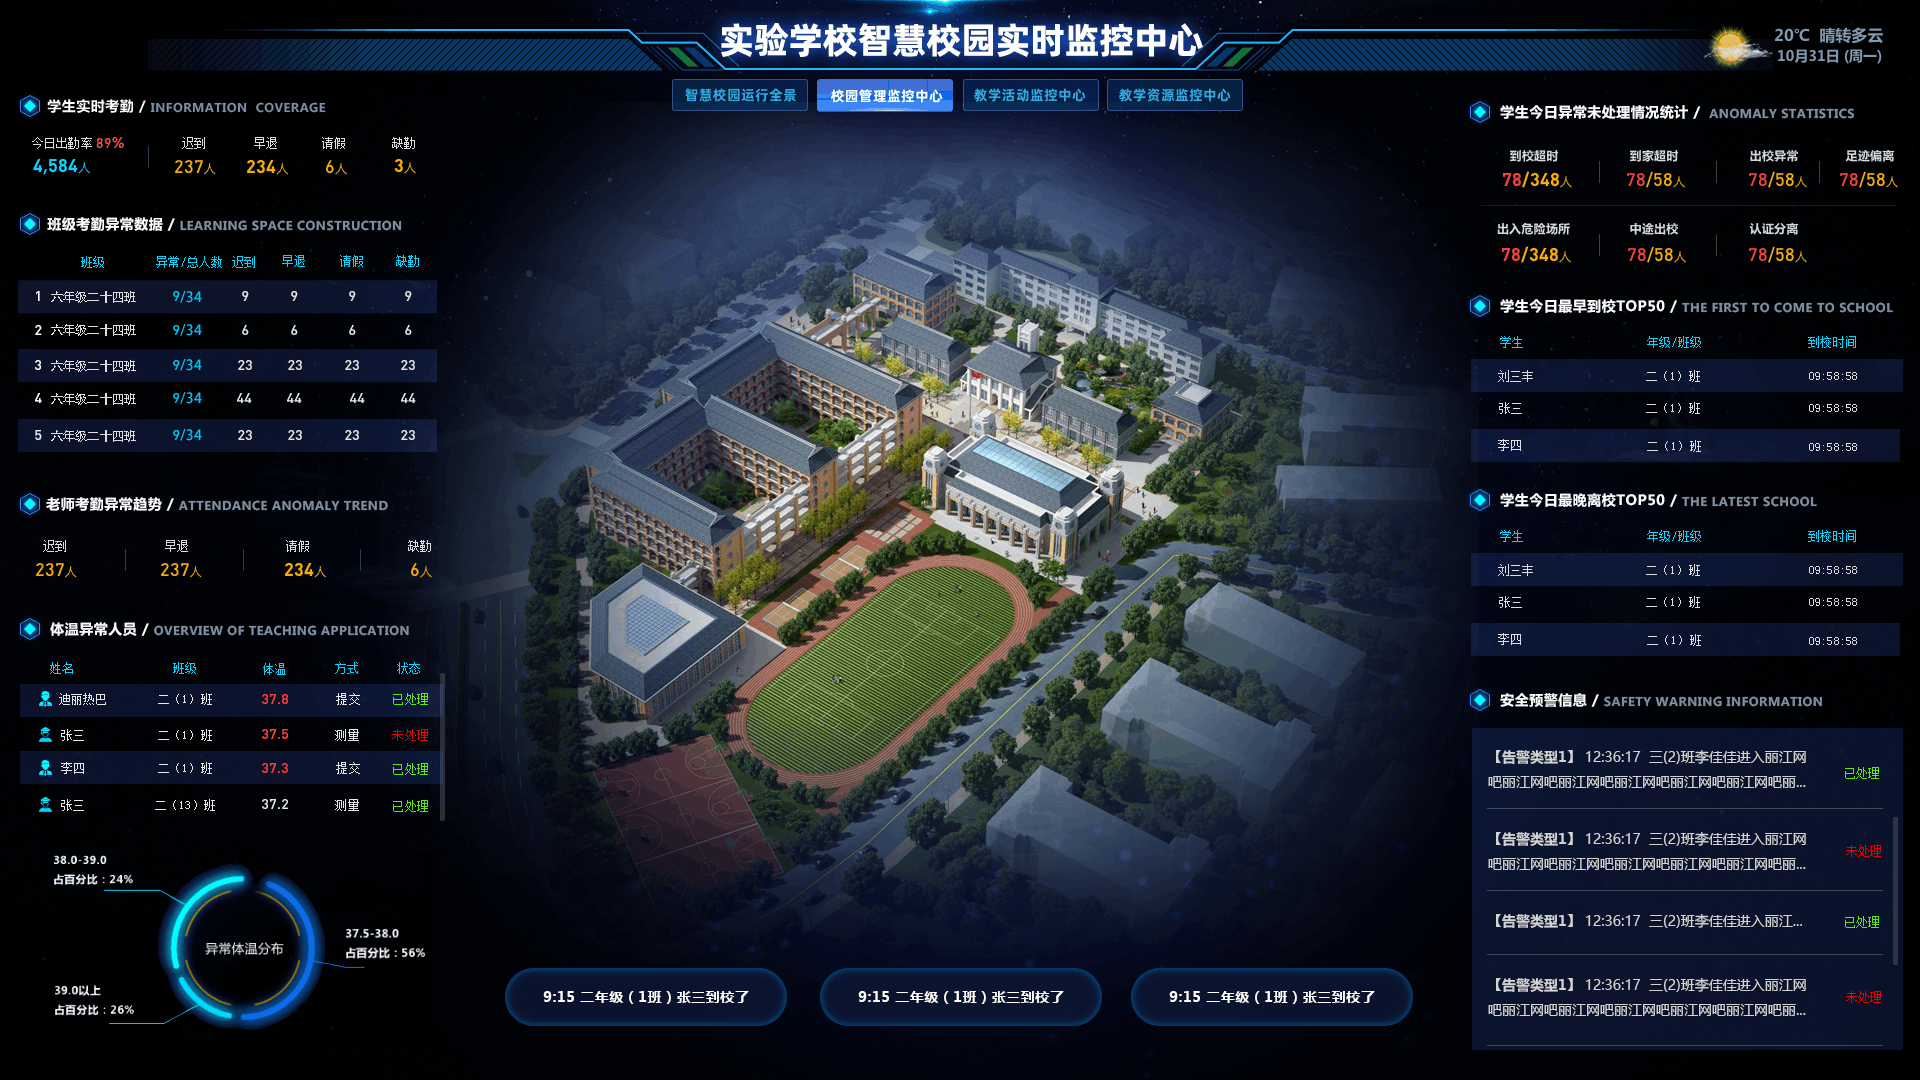 实验学校智慧校园实时监控中心
20℃ 晴转多云
10月31日 (周一)
智慧校园运行全景
校园管理监控中心
教学活动监控中心
教学资源监控中心
学生实时考勤 / INFORMATION COVERAGE
今日出勤率 89%
4,584人
迟到 早退 请假 缺勤
237人 234人 6人 3人
班级考勤异常数据 / LEARNING SPACE CONSTRUCTION
班级 异常/总人数 迟到 早退 请假 缺勤
1 六年级二十四班 9/34 9 9 9 9
2 六年级二十四班 9/34 6 6 6 6
3 六年级二十四班 9/34 23 23 23 23
4 六年级二十四班 9/34 44 44 44 44
5 六年级二十四班 9/34 23 23 23 23
老师考勤异常趋势 / ATTENDANCE ANOMALY TREND
迟到 早退 请假 缺勤
237人 237人 234人 6人
体温异常人员 / OVERVIEW OF TEACHING APPLICATION
姓名 班级 体温 方式 状态
迪丽热巴 二（1）班 37.8 提交 已处理
张三 二（1）班 37.5 测量 未处理
李四 二（1）班 37.3 提交 已处理
张三 二（13）班 37.2 测量 已处理
38.0-39.0
占百分比：24%
37.5-38.0
占百分比：56%
异常体温分布
39.0以上
占百分比：26%
9:15 二年级（1班）张三到校了
9:15 二年级（1班）张三到校了
9:15 二年级（1班）张三到校了
学生今日异常未处理情况统计 / ANOMALY STATISTICS
到校超时 到家超时 出校异常 足迹偏离
78/348人 78/58人 78/58人 78/58人
出入危险场所 中途出校 认证分离
78/348人 78/58人 78/58人
学生今日最早到校TOP50 / THE FIRST TO COME TO SCHOOL
学生 年级/班级 到校时间
刘三丰 二（1）班 09:58:58
张三 二（1）班 09:58:58
李四 二（1）班 09:58:58
学生今日最晚离校TOP50 / THE LATEST SCHOOL
学生 年级/班级 到校时间
刘三丰 二（1）班 09:58:58
张三 二（1）班 09:58:58
李四 二（1）班 09:58:58
安全预警信息 / SAFETY WARNING INFORMATION
【告警类型1】 12:36:17 三(2)班李佳佳进入丽江网
吧丽江网吧丽江网吧丽江网吧丽江网吧丽...
已处理
【告警类型1】 12:36:17 三(2)班李佳佳进入丽江网
吧丽江网吧丽江网吧丽江网吧丽江网吧丽...
未处理
【告警类型1】 12:36:17 三(2)班李佳佳进入丽江...
已处理
【告警类型1】 12:36:17 三(2)班李佳佳进入丽江网
吧丽江网吧丽江网吧丽江网吧丽江网吧丽...
未处理